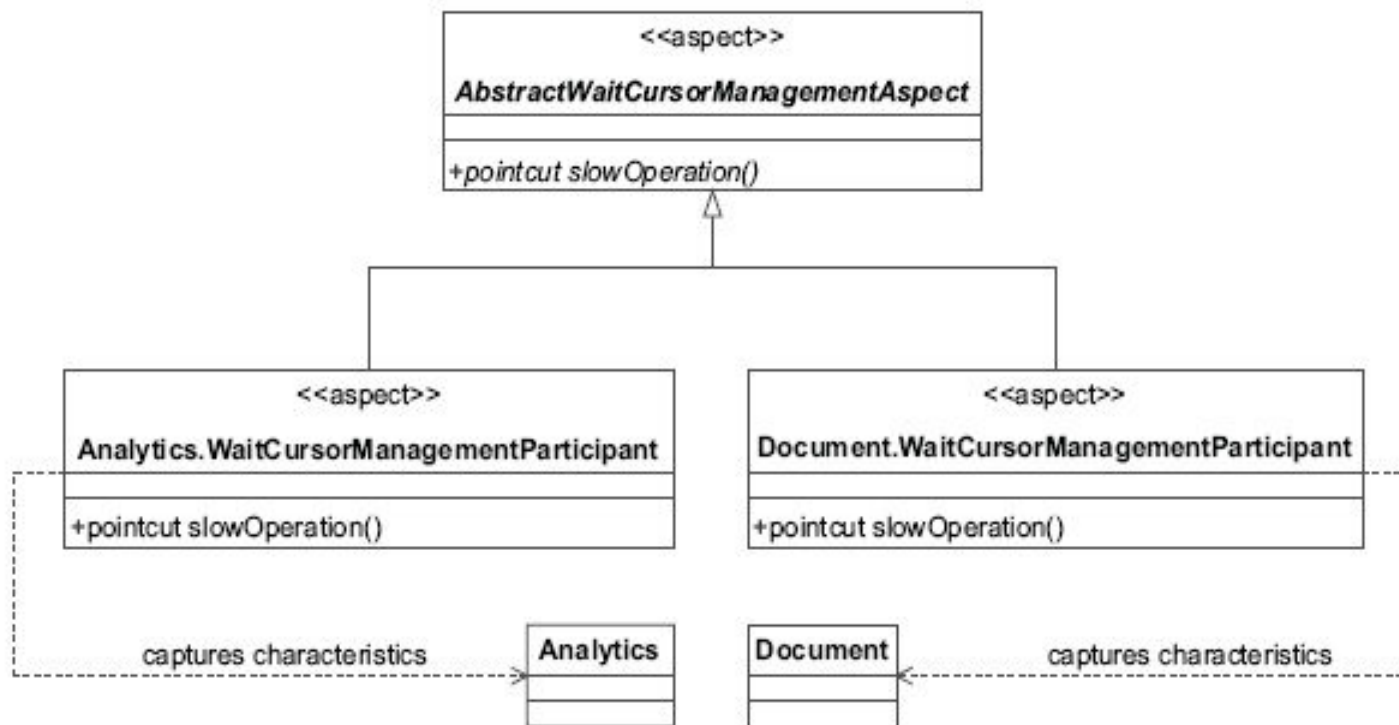 <<aspect>>
AbstractWaitCursorManagementAspect
+pointcut slowOperation()
<<aspect>>
Analytics.WaitCursorManagementParticipant
+pointcut slowOperation()
<<aspect>>
Document.WaitCursorManagementParticipant
+pointcut slowOperation()
captures characteristics
Analytics
Document
captures characteristics